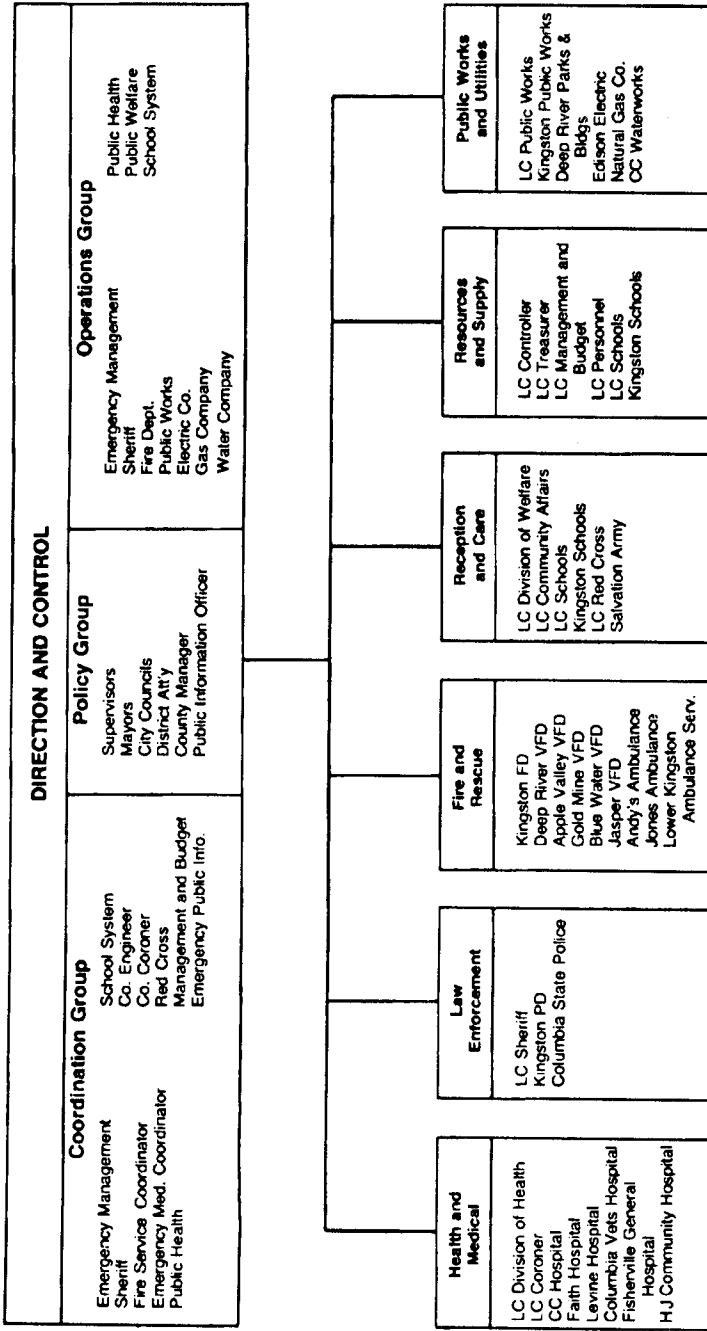 DIRECTION AND CONTROL
Coordination Group
Emergency Management
Sheriff
Fire Service Coordinator
Emergency Med. Coordinator
Public Health
School System
Co. Engineer
Co. Coroner
Red Cross
Management and Budget
Emergency Public Info.
Policy Group
Supervisors
Mayors
City Councils
District Att'y
County Manager
Public Information Officer
Operations Group
Emergency Management
Sheriff
Fire Dept.
Public Works
Electric Co.
Gas Company
Water Company
Public Health
Public Welfare
School System
Health and
Medical
LC Division of Health
LC Coroner
CC Hospital
Faith Hospital
Levine Hospital
Columbia Vets Hospital
Fisherville General
Hospital
HJ Community Hospital
Law
Enforcement
LC Sheriff
Kingston PD
Columbia State Police
Fire and
Rescue
Kingston FD
Deep River VFD
Apple Valley VFD
Gold Mine VFD
Blue Water VFD
Jasper VFD
Andy's Ambulance
Jones Ambulance
Lower Kingston
Ambulance Serv.
Reception
and Care
LC Division of Welfare
LC Community Affairs
LC Schools
Kingston Schools
LC Red Cross
Salvation Army
Resources
and Supply
LC Controller
LC Treasurer
LC Management and
Budget
LC Personnel
LC Schools
Kingston Schools
Public Works
and Utilities
LC Public Works
Kingston Public Works
Deep River Parks &
Bldgs
Edison Electric
Natural Gas Co.
CC Waterworks